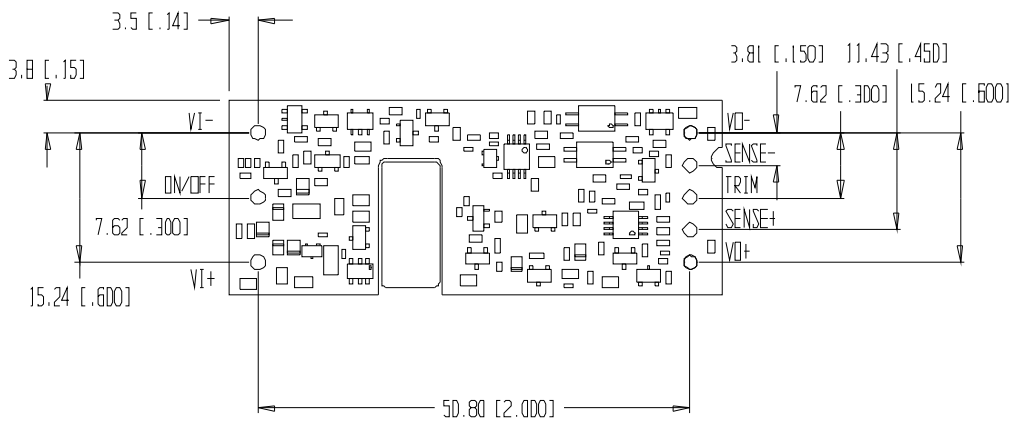 3.5 [.14]
3.81 [.150]
11.43 [.450]
3.8 [.15]
7.62 [.300]
15.24 [.600]
VI-
VO-
SENSE-
ON/OFF
TRIM
7.62 [.300]
SENSE+
VO+
VI+
15.24 [.600]
50.80 [2.000]